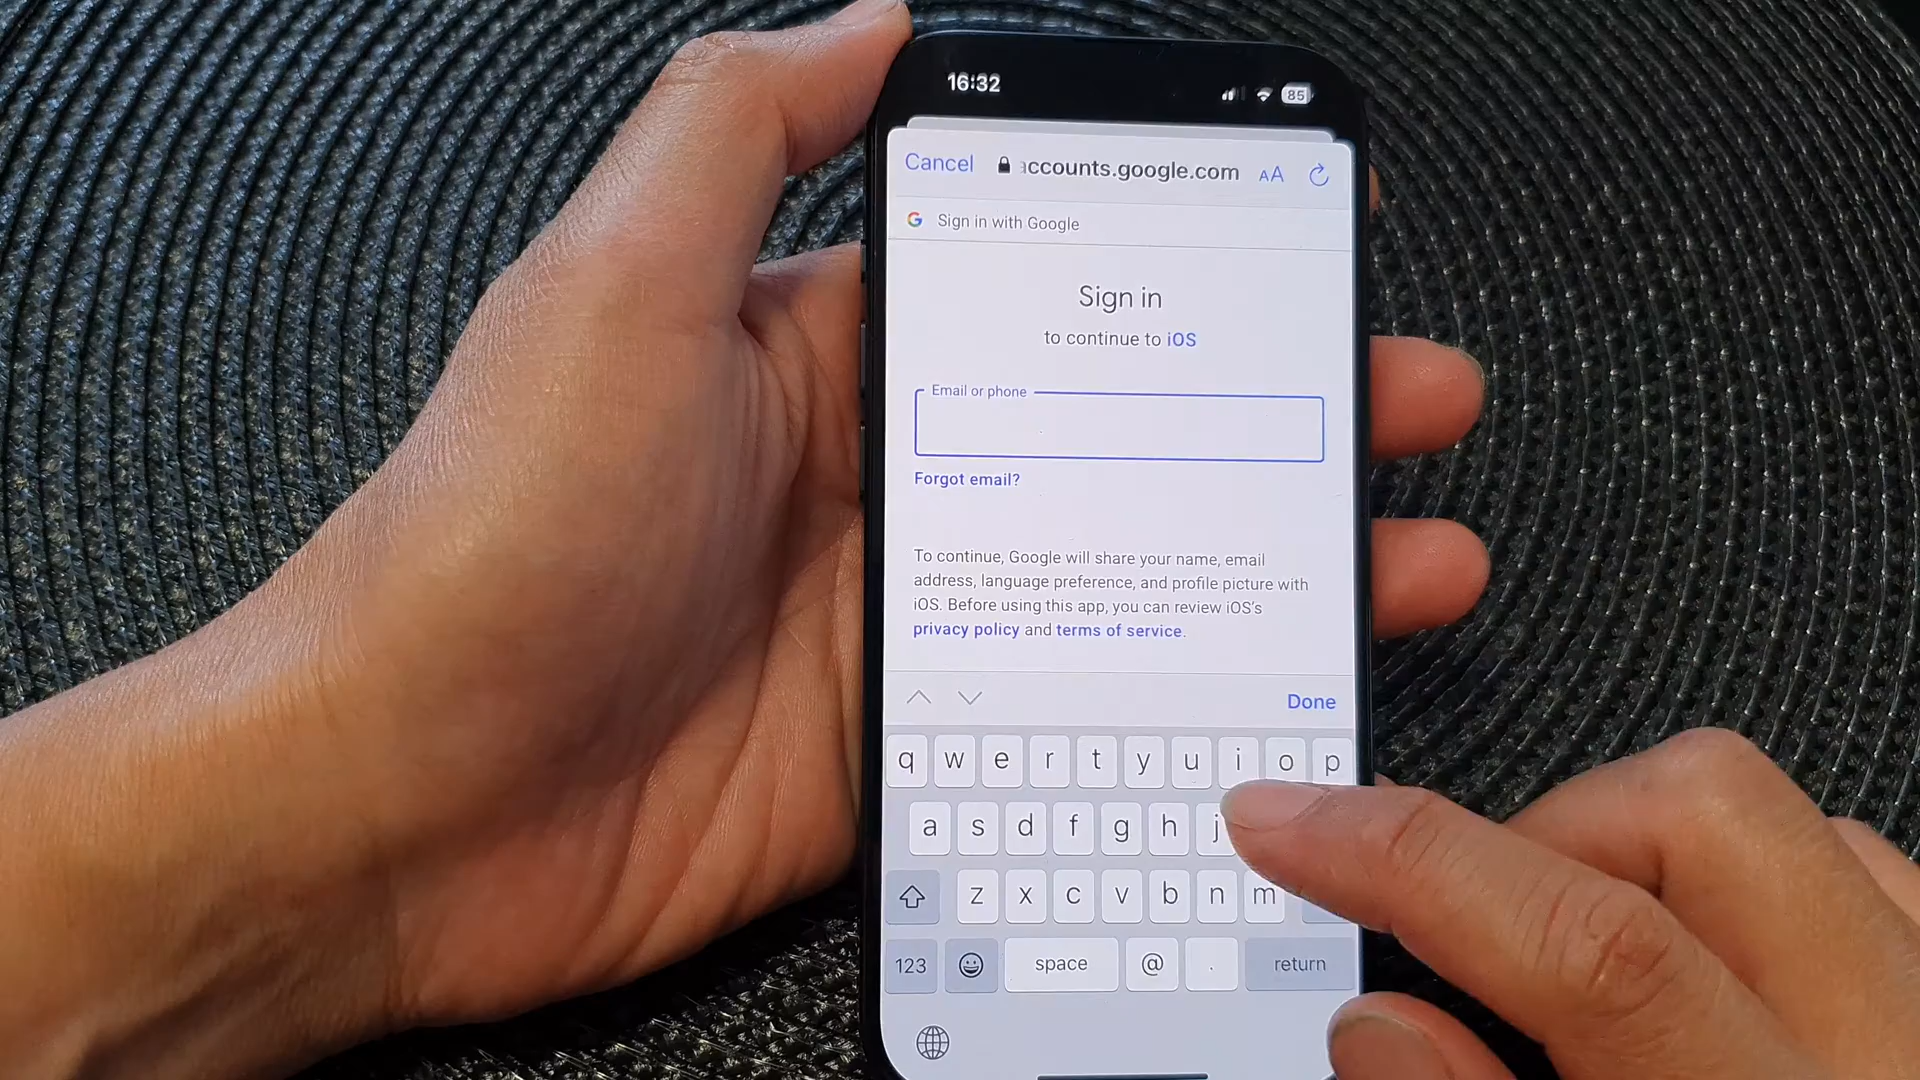 16:32
85
Cancel
accounts.google.com
AA
G
Sign in with Google
Sign in
to continue to iOS
Email or phone
Forgot email?
To continue, Google will share your name, email
address, language preference, and profile picture with
iOS. Before using this app, you can review iOS's
privacy policy and terms of service.
Done
q w e r t y u i o p
a s d f g h j
z x c v b n m
123 space @ . return